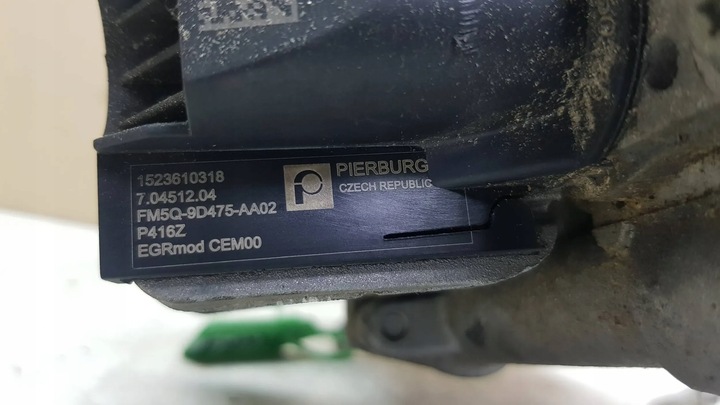 1523610318
7.04512.04
FM5Q-9D475-AA02
P416Z
EGRmod CEM00
PIERBURG
CZECH REPUBLIC